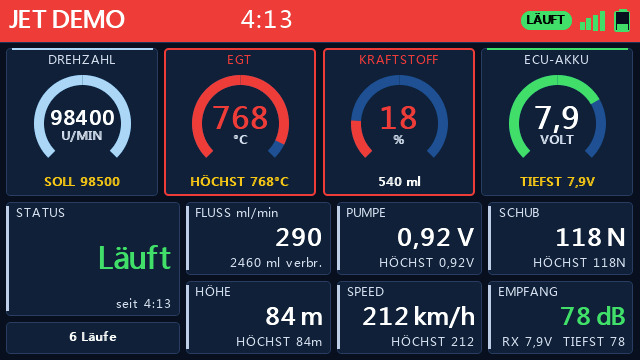 JET DEMO
4:13
LÄUFT
DREHZAHL
98400
U/MIN
SOLL 98500
EGT
768
°C
HÖCHST 768°C
KRAFTSTOFF
18
%
540 ml
ECU-AKKU
7,9
VOLT
TIEFST 7,9V
STATUS
Läuft
seit 4:13
6 Läufe
FLUSS ml/min
290
2460 ml verbr.
PUMPE
0,92 V
HÖCHST 0,92V
SCHUB
118 N
HÖCHST 118N
HÖHE
84 m
HÖCHST 84m
SPEED
212 km/h
HÖCHST 212
EMPFANG
78 dB
RX 7,9V TIEFST 78